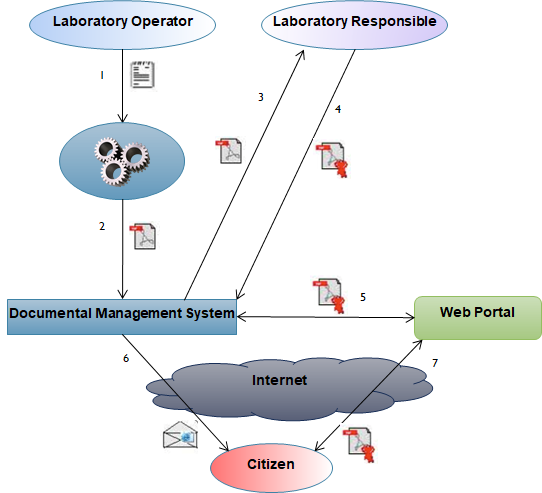 Laboratory Operator
Laboratory Responsible
1
3
4
2
5
Documental Management System
Web Portal
6
7
Internet
Citizen